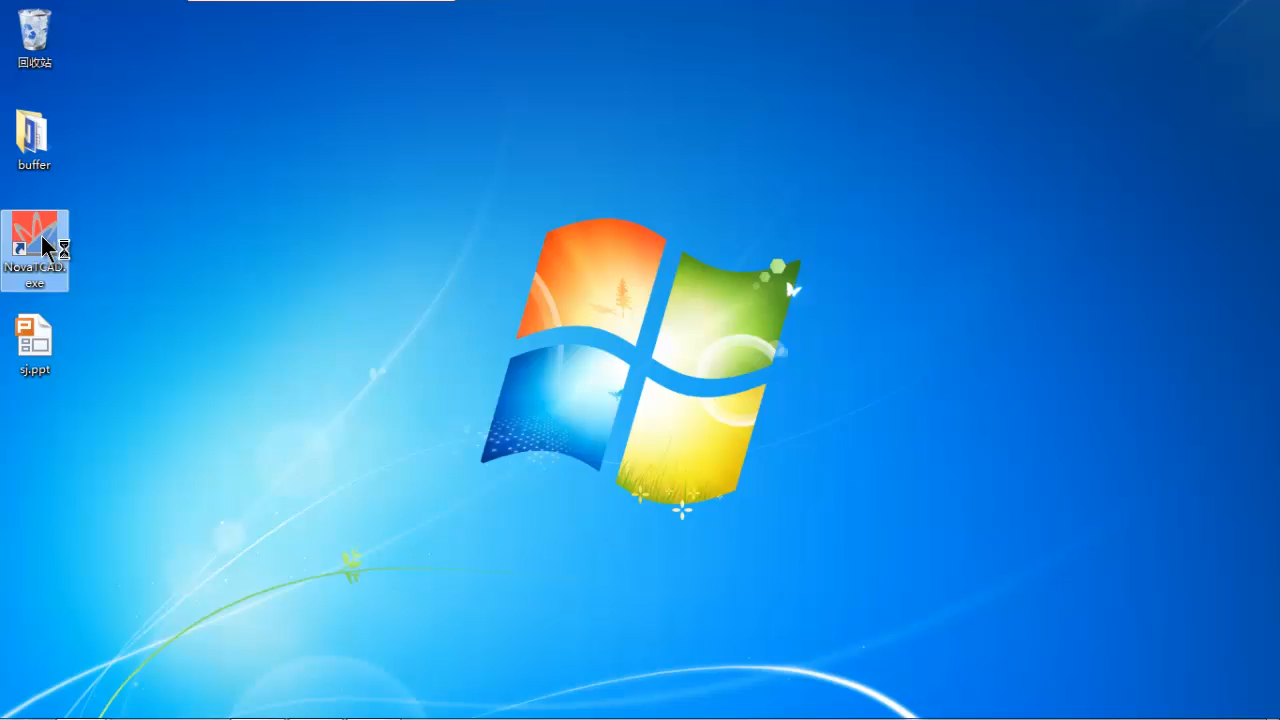 回收站
buffer
NovaTCAD.
exe
sj.ppt